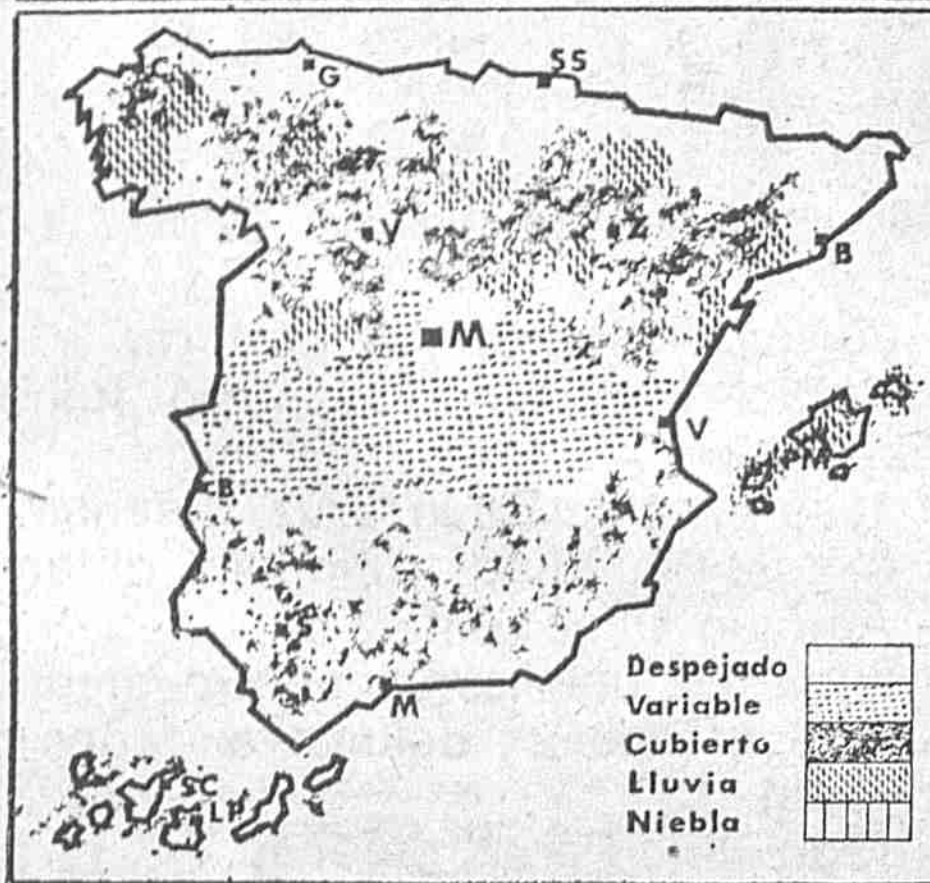 C
G
SS
V
Z
B
M
V
B
M
S
M
SC
LP
Despejado
Variable
Cubierto
Lluvia
Niebla